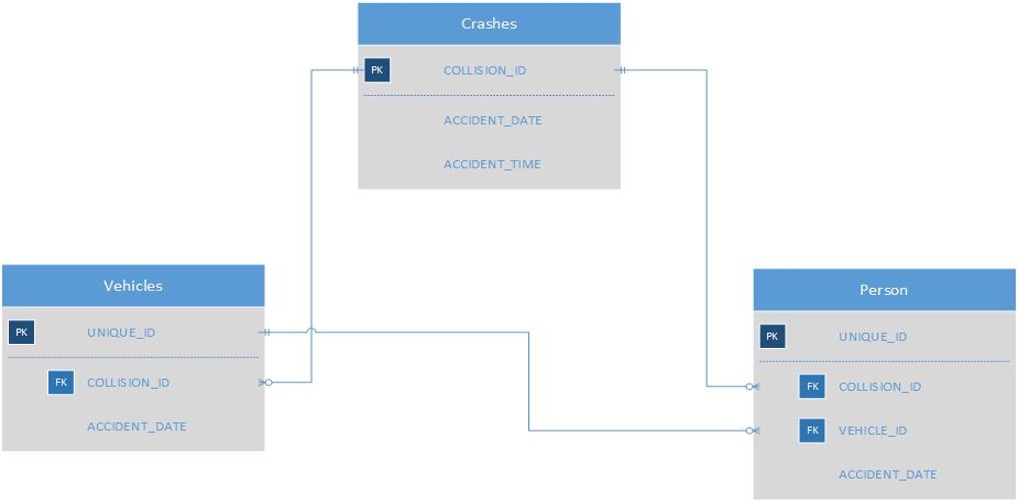 Crashes
PK COLLISION_ID
ACCIDENT_DATE
ACCIDENT_TIME
Vehicles
PK UNIQUE_ID
FK COLLISION_ID
ACCIDENT_DATE
Person
PK UNIQUE_ID
FK COLLISION_ID
FK VEHICLE_ID
ACCIDENT_DATE